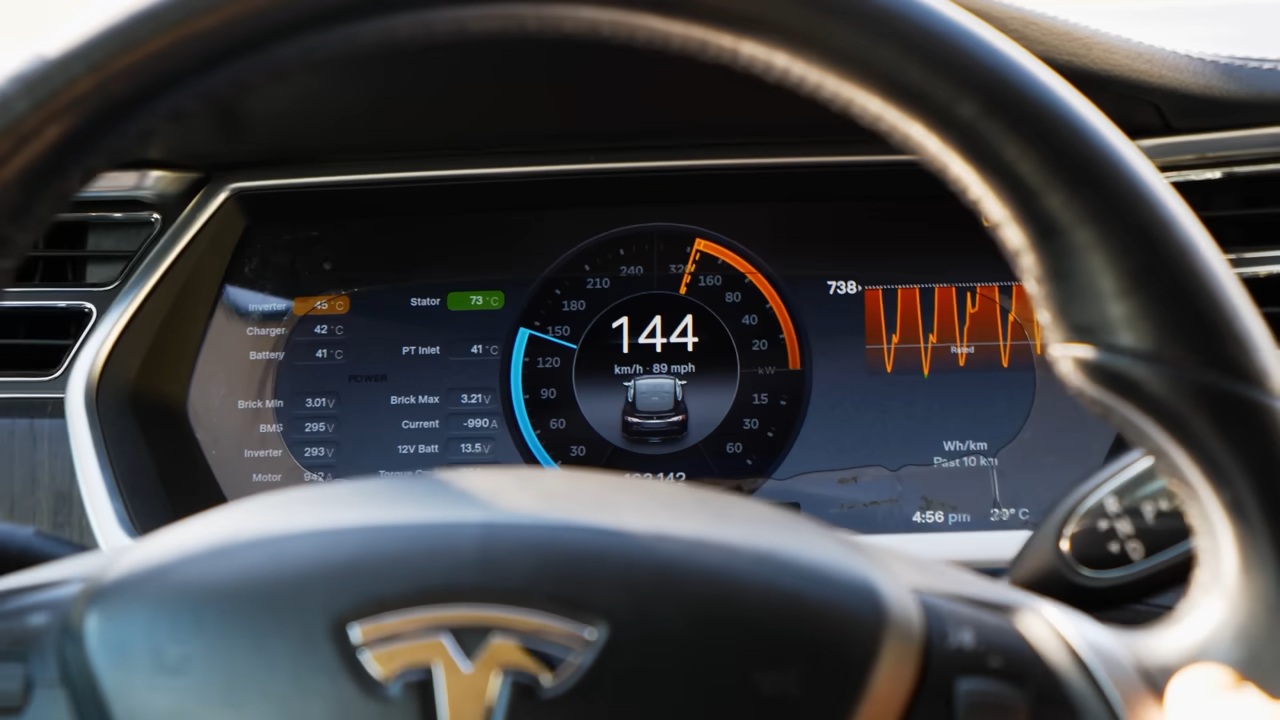 Inverter 45 °C
Charger 42 °C
Battery 41 °C
POWER
Brick Min 3.01 V
BMS 295 V
Inverter 293 V
Motor 942 A
Stator 73 °C
PT Inlet 41 °C
Brick Max 3.21 V
Current -990 A
12V Batt 13.5 V
240
210
180
150
120
90
60
30
320
160
80
40
20
kW
15
30
60
144
km/h · 89 mph
738
Rated
Wh/km
Past 10 km
4:56 pm